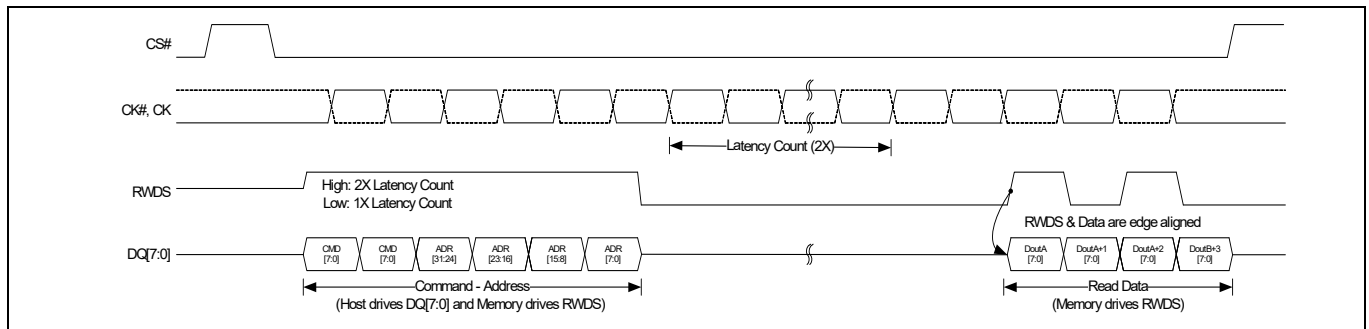 CS#
CK#, CK
Latency Count (2X)
RWDS
High: 2X Latency Count
Low: 1X Latency Count
RWDS & Data are edge aligned
DQ[7:0]
CMD [7:0]
CMD [7:0]
ADR [31:24]
ADR [23:16]
ADR [15:8]
ADR [7:0]
DoutA [7:0]
DoutA+1 [7:0]
DoutA+2 [7:0]
DoutB+3 [7:0]
Command - Address
(Host drives DQ[7:0] and Memory drives RWDS)
Read Data
(Memory drives RWDS)